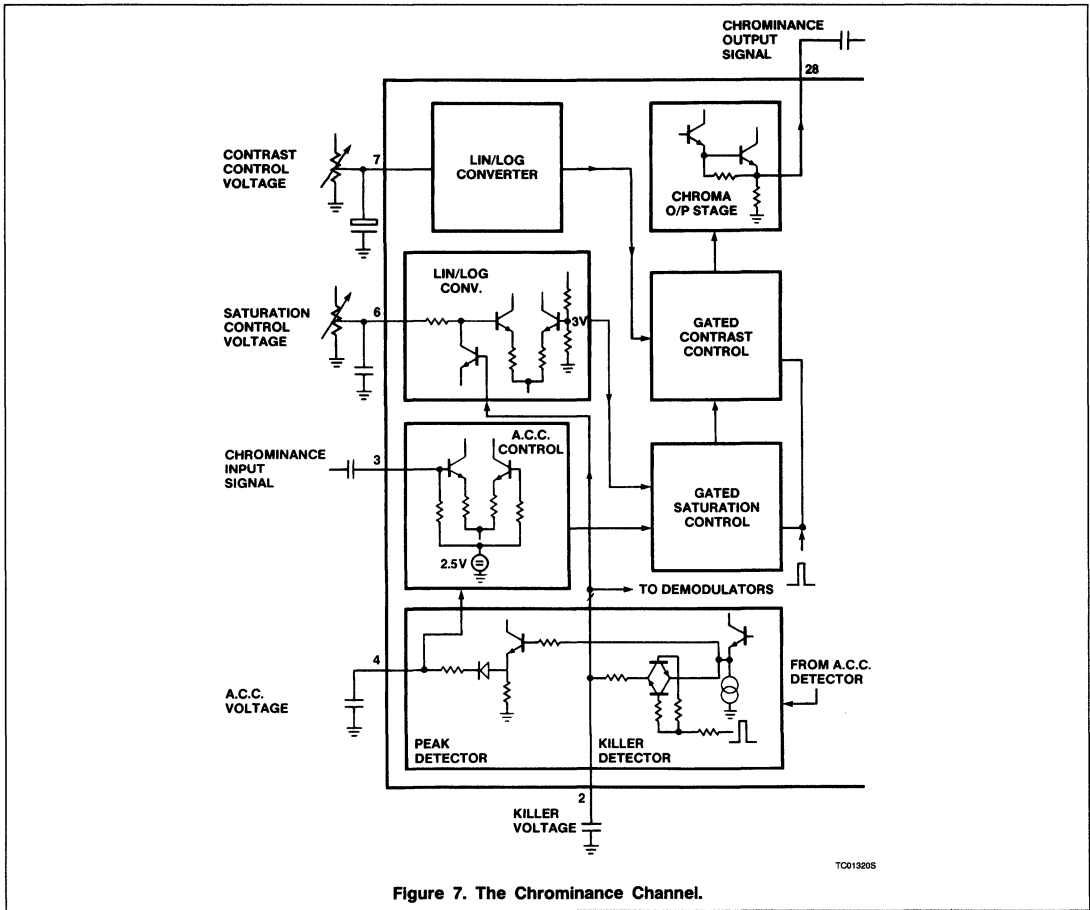 CHROMINANCE
OUTPUT
SIGNAL
28
CONTRAST
CONTROL
VOLTAGE
7
LIN/LOG
CONVERTER
CHROMA
O/P STAGE
LIN/LOG
CONV.
SATURATION
CONTROL
VOLTAGE
6
3V
GATED
CONTRAST
CONTROL
A.C.C.
CONTROL
CHROMINANCE
INPUT
SIGNAL
3
2.5V
GATED
SATURATION
CONTROL
TO DEMODULATORS
4
A.C.C.
VOLTAGE
FROM A.C.C.
DETECTOR
PEAK
DETECTOR
KILLER
DETECTOR
2
KILLER
VOLTAGE
TC01320S
Figure 7. The Chrominance Channel.